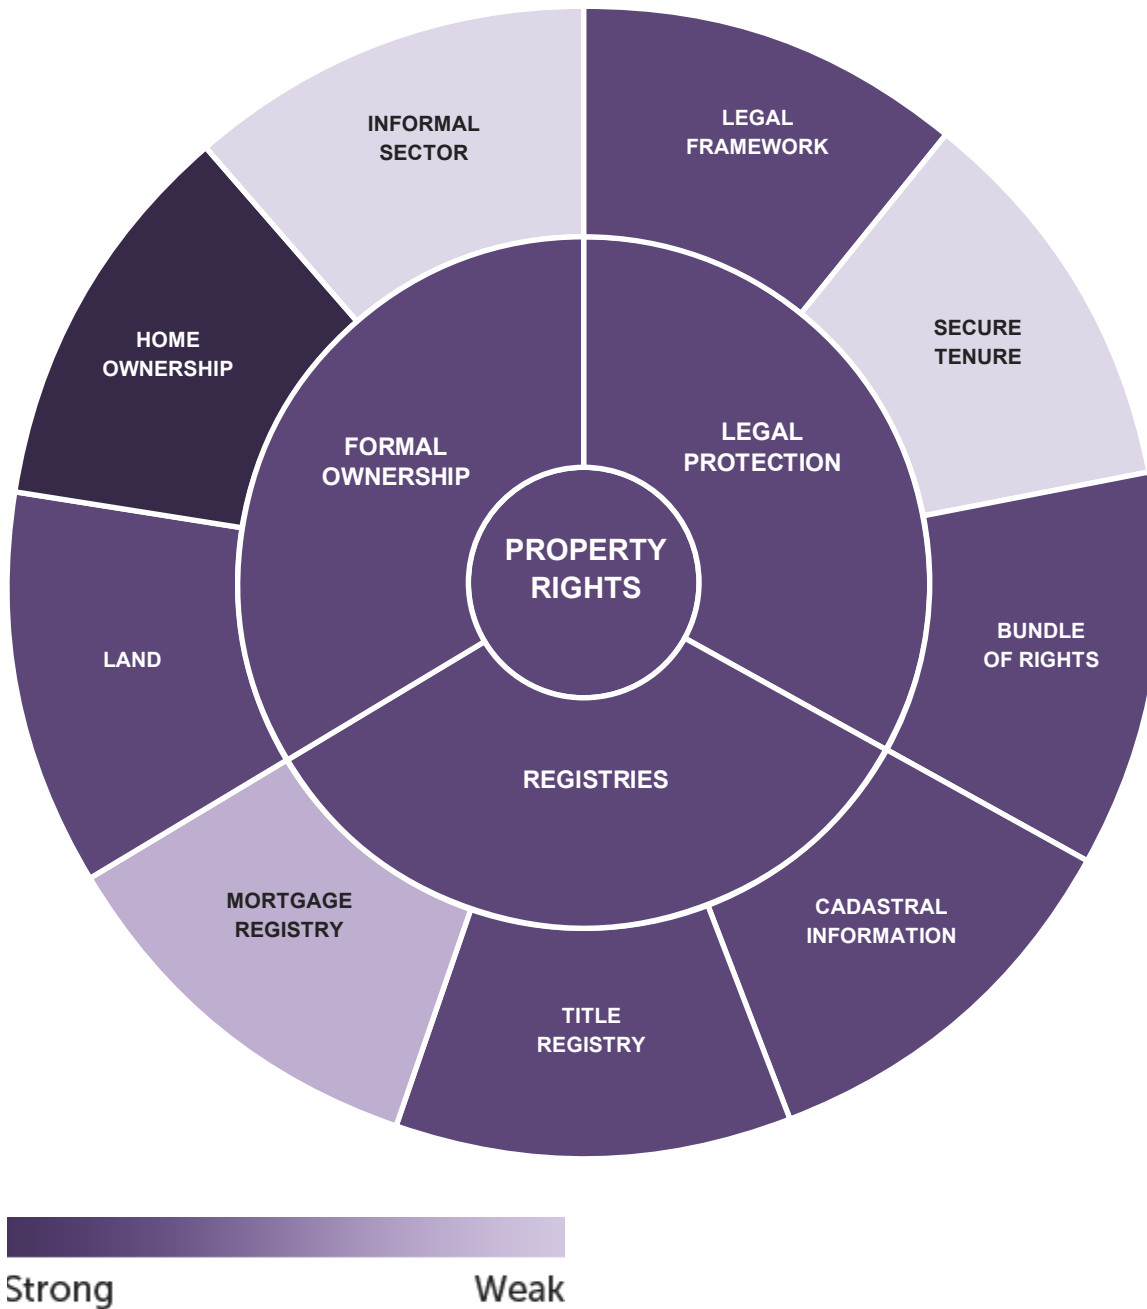 INFORMAL
SECTOR
LEGAL
FRAMEWORK
HOME
OWNERSHIP
SECURE
TENURE
FORMAL
OWNERSHIP
LEGAL
PROTECTION
PROPERTY
RIGHTS
LAND
BUNDLE
OF RIGHTS
REGISTRIES
MORTGAGE
REGISTRY
CADASTRAL
INFORMATION
TITLE
REGISTRY
Strong
Weak